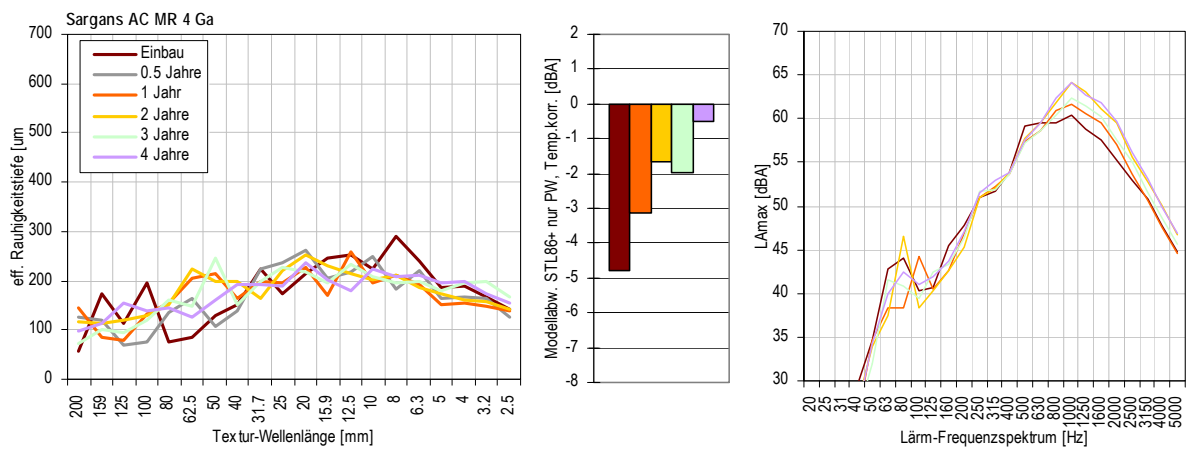 Sargans AC MR 4 Ga
eff. Rauhigkeitstiefe [um]
700
600
500
400
300
200
100
0
Einbau
0.5 Jahre
1 Jahr
2 Jahre
3 Jahre
4 Jahre
200 159 125 100 80 62.5 50 40 31.7 25 20 15.9 12.5 10 8 6.3 5 4 3.2 2.5
Textur-Wellenlänge [mm]
Modellabw. STL86+ nur PW, Temp.korr. [dBA]
2
1
0
-1
-2
-3
-4
-5
-6
-7
-8
LAmax [dBA]
70
65
60
55
50
45
40
35
30
20 25 31 40 50 63 80 100 125 160 200 250 315 400 500 630 800 1000 1250 1600 2000 2500 3150 4000 5000
Lärm-Frequenzspektrum [Hz]